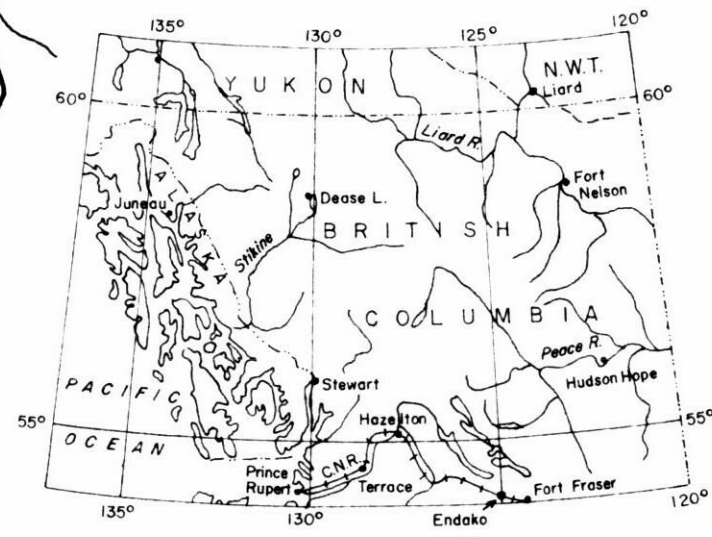 135°
130°
125°
120°
YUKON
N.W.T.
Liard
60°
60°
Liard R.
Fort
Nelson
ALASKA
Juneau
Dease L.
BRITISH
Stikine
COLUMBIA
Peace R.
Hudson Hope
PACIFIC
Stewart
55°
Hazelton
55°
OCEAN
C.N.R.
Prince
Rupert
Terrace
Fort Fraser
Endako
135°
130°
120°